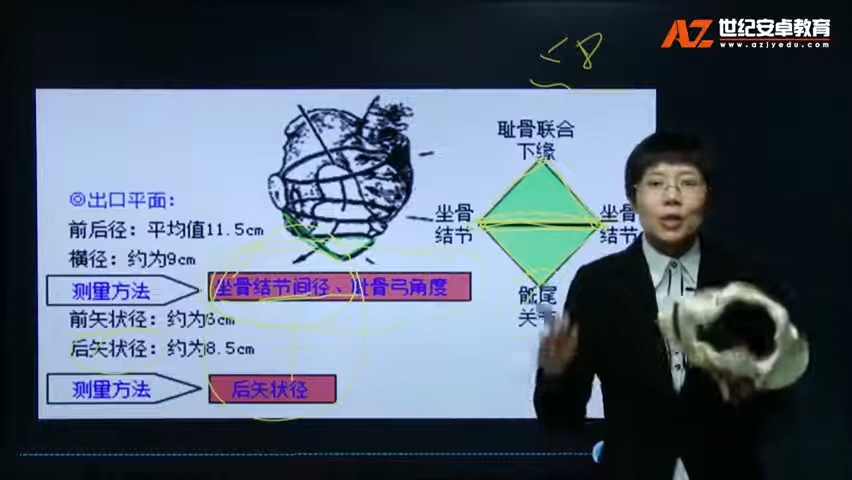 世纪安卓教育
www.azjyedu.com
≤8
耻骨联合
下缘
◎出口平面：
前后径：平均值11.5cm
横径：约为9cm
坐骨
结节
坐骨
结节
测量方法
坐骨结节间径、耻骨弓角度
骶尾
关节
前矢状径：约为6cm
后矢状径：约为8.5cm
测量方法
后矢状径